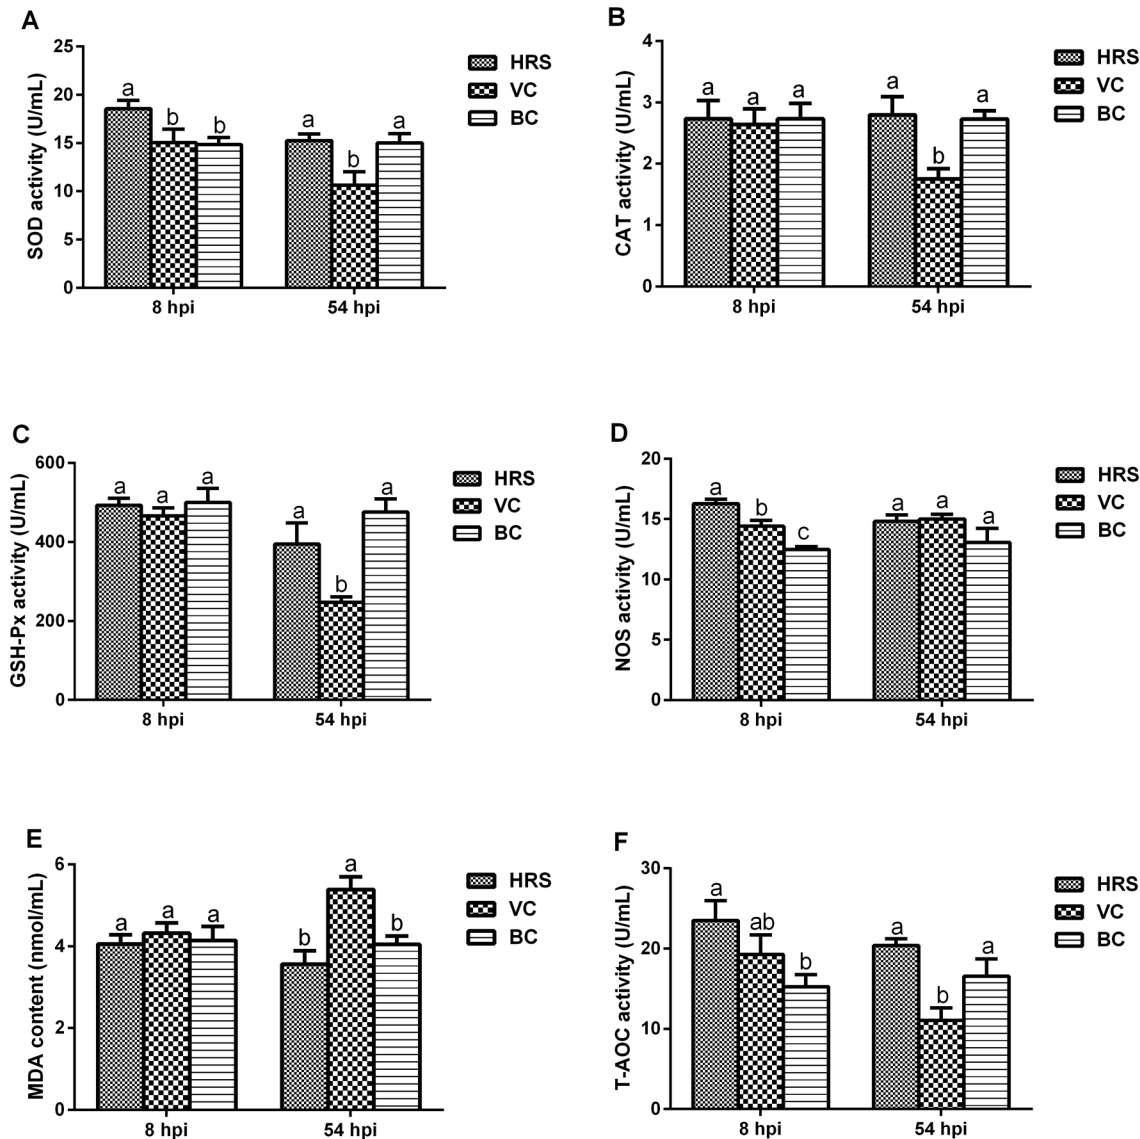 A
SOD activity (U/mL)
25
20
15
10
5
0
a
b
b
a
b
a
8 hpi
54 hpi
HRS
VC
BC
B
CAT activity (U/mL)
4
3
2
1
0
a
a
a
a
b
a
8 hpi
54 hpi
HRS
VC
BC
C
GSH-Px activity (U/mL)
600
400
200
0
a
a
a
a
b
a
8 hpi
54 hpi
HRS
VC
BC
D
NOS activity (U/mL)
20
15
10
5
0
a
b
c
a
a
a
8 hpi
54 hpi
HRS
VC
BC
E
MDA content (nmol/mL)
6
4
2
0
a
a
a
b
a
b
8 hpi
54 hpi
HRS
VC
BC
F
T-AOC activity (U/mL)
30
20
10
0
a
ab
b
a
b
a
8 hpi
54 hpi
HRS
VC
BC